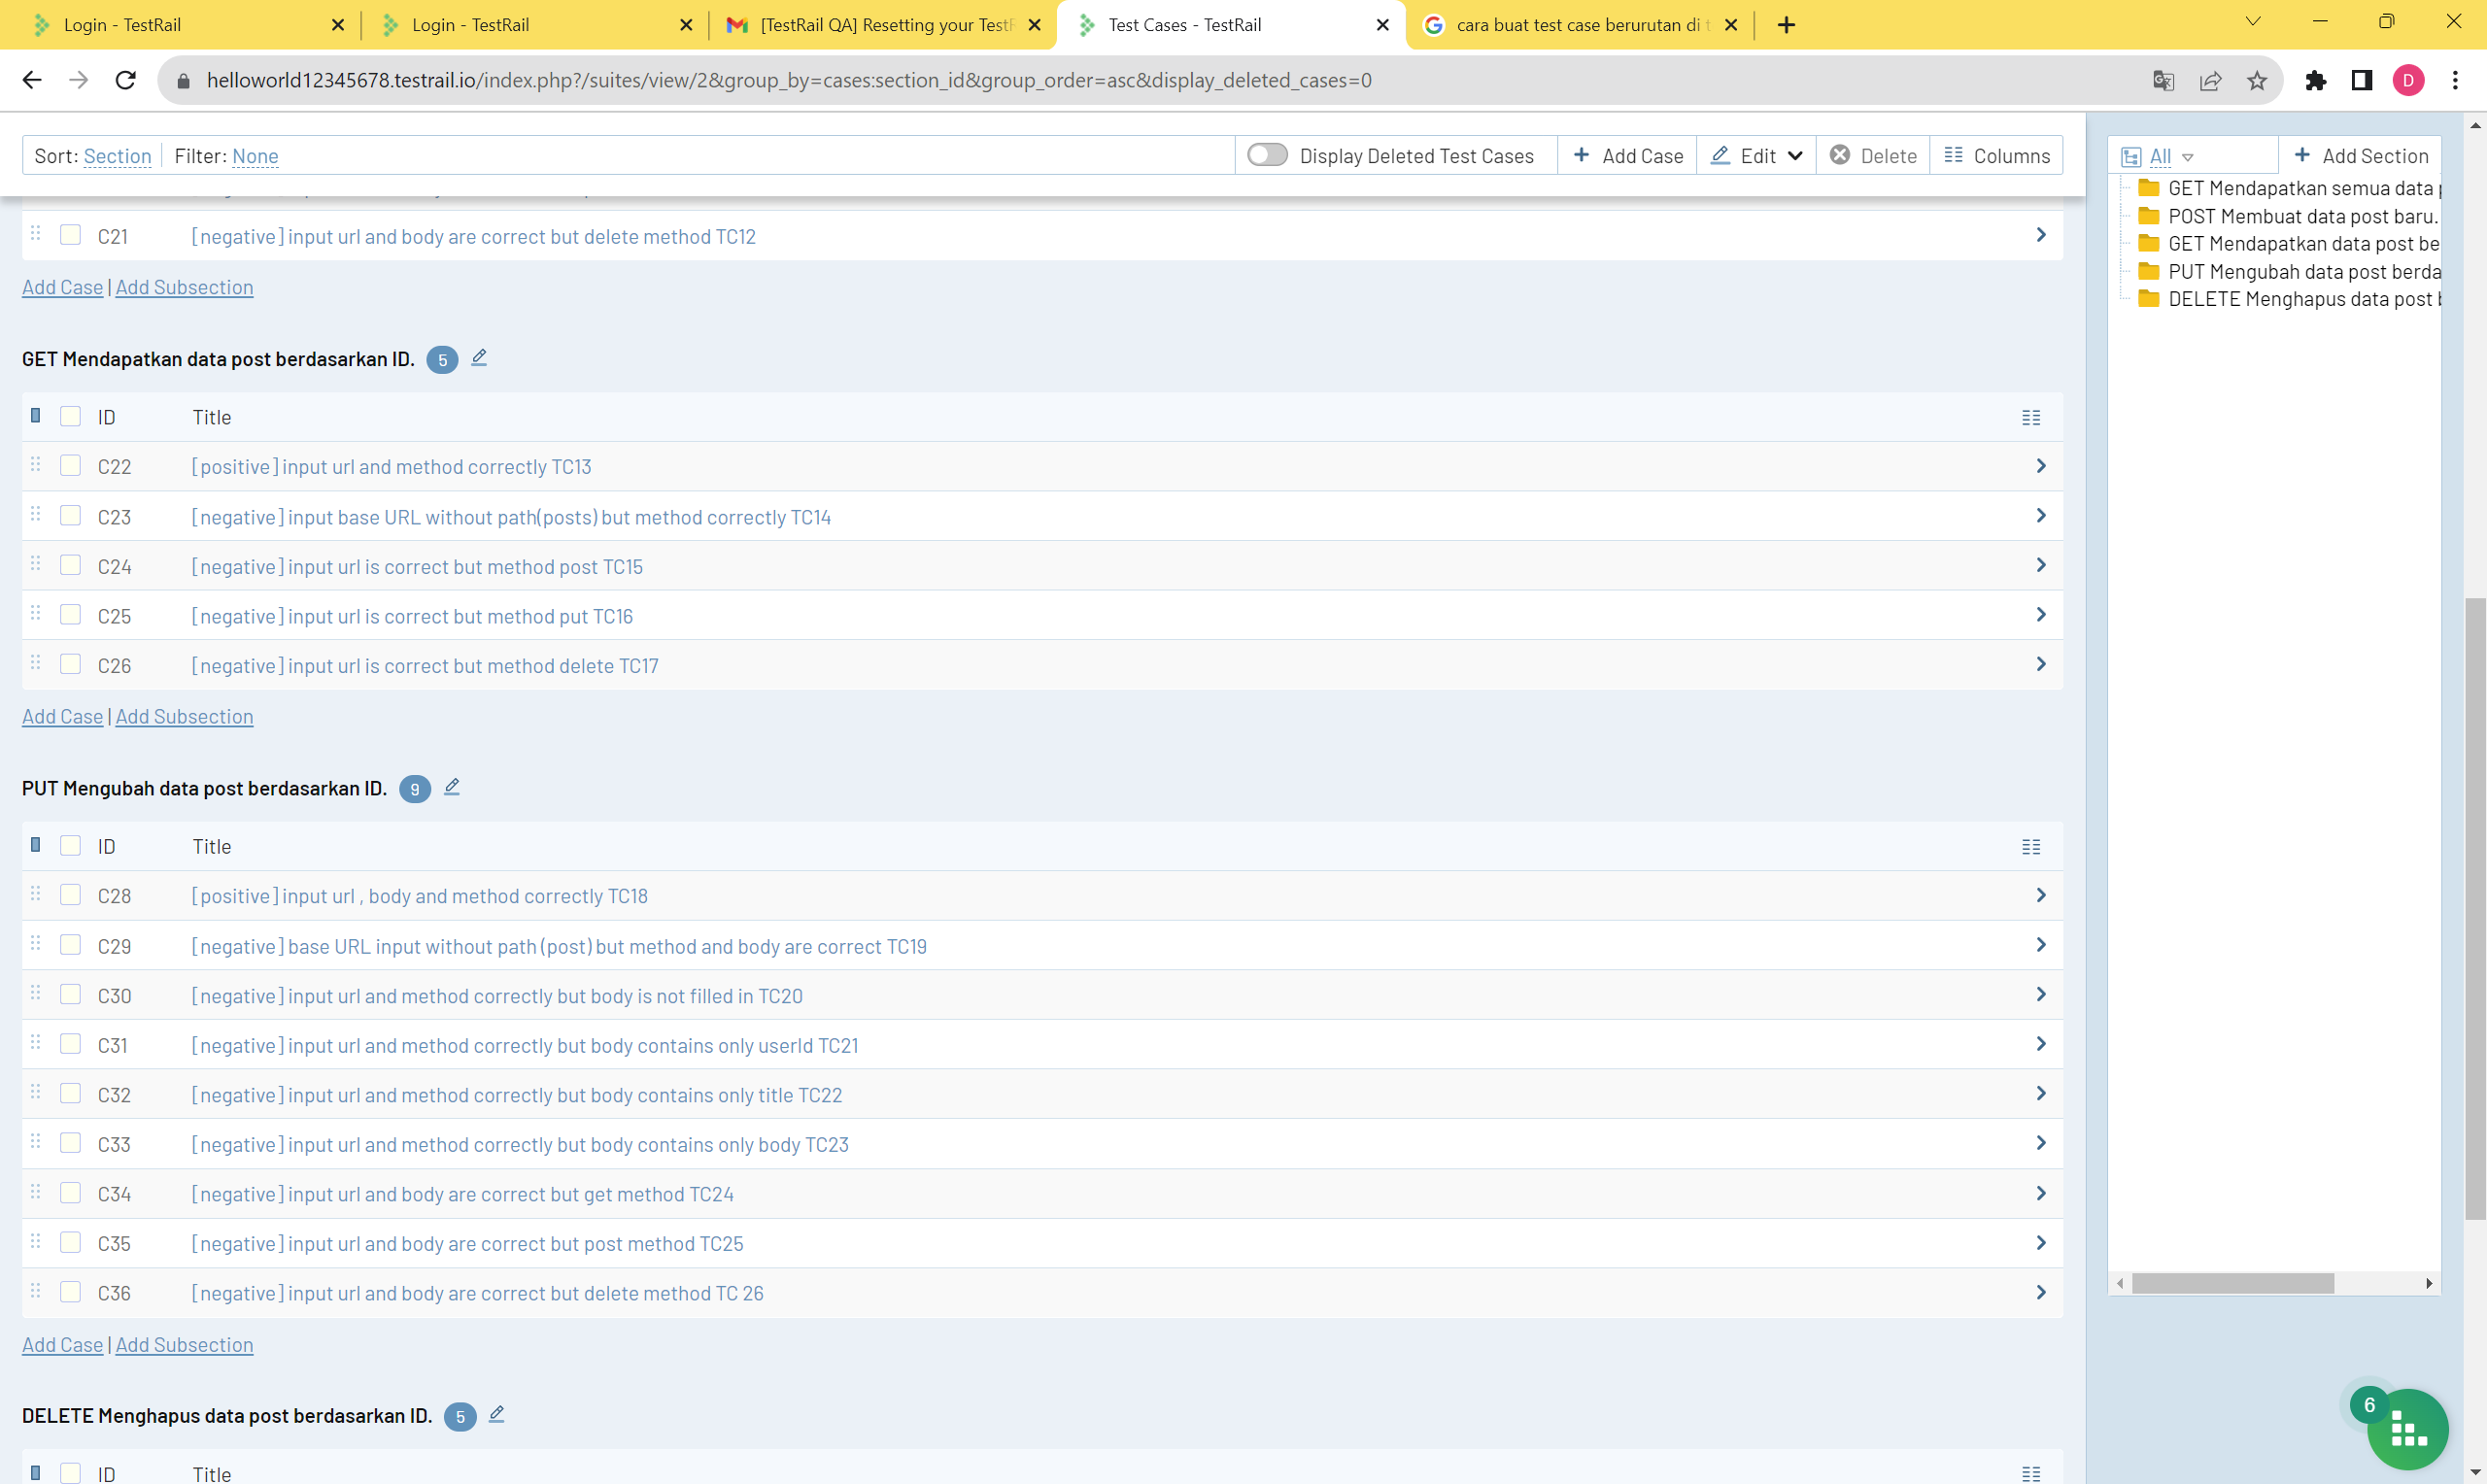 Login - TestRail
Login - TestRail
[TestRail QA] Resetting your Test
Test Cases - TestRail
cara buat test case berurutan di t
helloworld12345678.testrail.io/index.php?/suites/view/2&group_by=cases:section_id&group_order=asc&display_deleted_cases=0
D
Sort: Section Filter: None
Display Deleted Test Cases
Add Case
Edit
Delete
Columns
All
Add Section
GET Mendapatkan semua data
POST Membuat data post baru.
GET Mendapatkan data post be
PUT Mengubah data post berda
DELETE Menghapus data post
C21 [negative] input url and body are correct but delete method TC12
Add Case | Add Subsection
GET Mendapatkan data post berdasarkan ID. 5
ID Title
C22 [positive] input url and method correctly TC13
C23 [negative] input base URL without path(posts) but method correctly TC14
C24 [negative] input url is correct but method post TC15
C25 [negative] input url is correct but method put TC16
C26 [negative] input url is correct but method delete TC17
Add Case | Add Subsection
PUT Mengubah data post berdasarkan ID. 9
ID Title
C28 [positive] input url , body and method correctly TC18
C29 [negative] base URL input without path (post) but method and body are correct TC19
C30 [negative] input url and method correctly but body is not filled in TC20
C31 [negative] input url and method correctly but body contains only userId TC21
C32 [negative] input url and method correctly but body contains only title TC22
C33 [negative] input url and method correctly but body contains only body TC23
C34 [negative] input url and body are correct but get method TC24
C35 [negative] input url and body are correct but post method TC25
C36 [negative] input url and body are correct but delete method TC 26
Add Case | Add Subsection
DELETE Menghapus data post berdasarkan ID. 5
ID Title
6